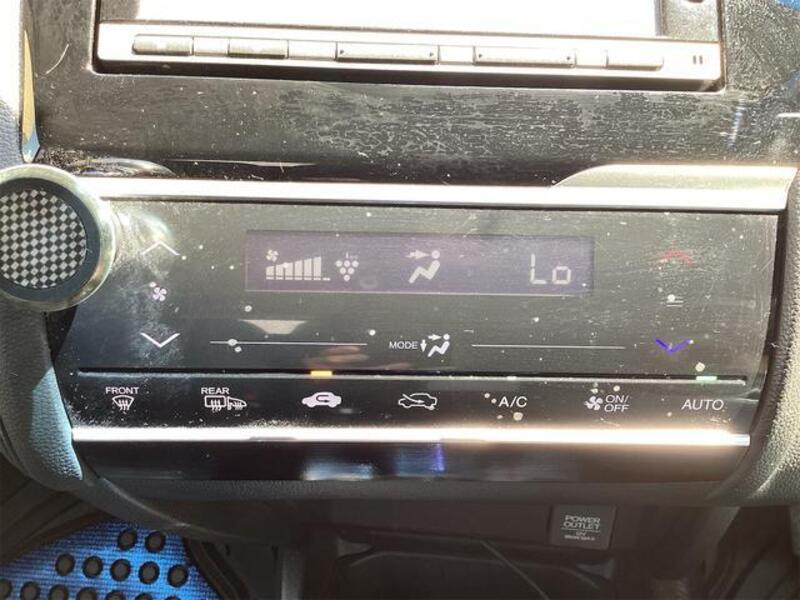 Lo
MODE
FRONT
REAR
A/C
ON/
OFF
AUTO
POWER
OUTLET